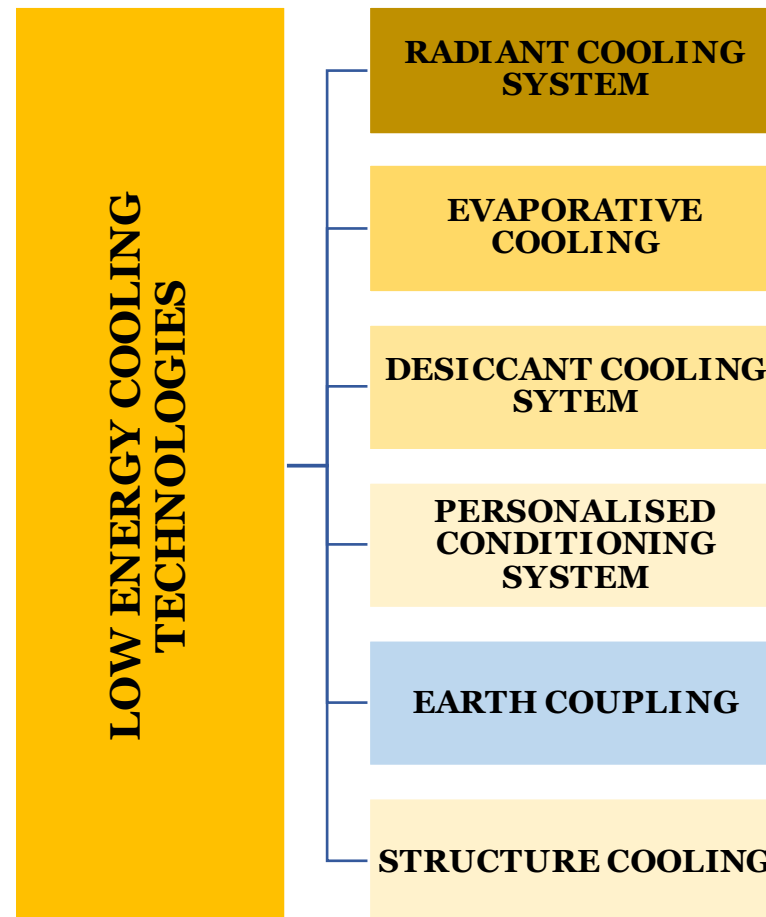 LOW ENERGY COOLING
TECHNOLOGIES
RADIANT COOLING
SYSTEM
EVAPORATIVE
COOLING
DESICCANT COOLING
SYTEM
PERSONALISED
CONDITIONING
SYSTEM
EARTH COUPLING
STRUCTURE COOLING